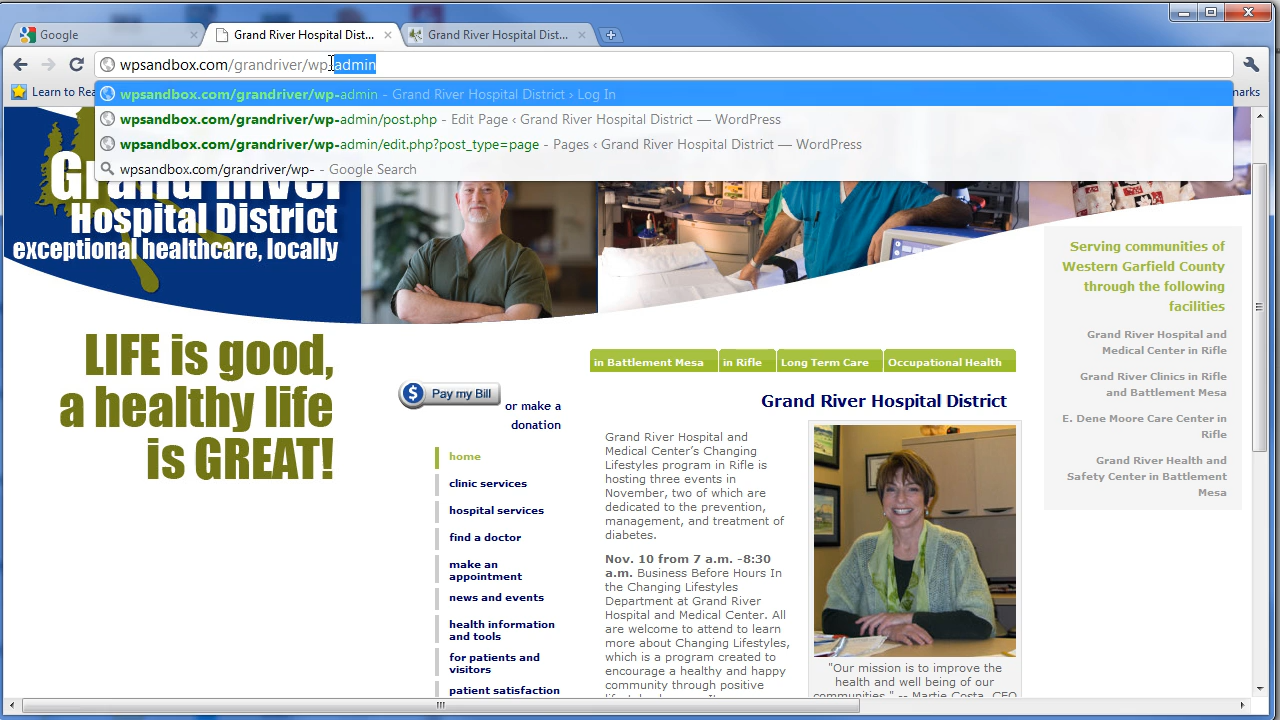 Google
Grand River Hospital Dist...
Grand River Hospital Dist...
wpsandbox.com/grandriver/wp-admin
Learn to Rea
marks
wpsandbox.com/grandriver/wp-admin - Grand River Hospital District › Log In
wpsandbox.com/grandriver/wp-admin/post.php - Edit Page ‹ Grand River Hospital District — WordPress
wpsandbox.com/grandriver/wp-admin/edit.php?post_type=page - Pages ‹ Grand River Hospital District — WordPress
wpsandbox.com/grandriver/wp- - Google Search
Grand River
Hospital District
exceptional healthcare, locally
LIFE is good,
a healthy life
is GREAT!
Pay my Bill
or make a
donation
home
clinic services
hospital services
find a doctor
make an
appointment
news and events
health information
and tools
for patients and
visitors
patient satisfaction
in Battlement Mesa
in Rifle
Long Term Care
Occupational Health
Grand River Hospital District
Grand River Hospital and
Medical Center's Changing
Lifestyles program in Rifle is
hosting three events in
November, two of which are
dedicated to the prevention,
management, and treatment of
diabetes.
Nov. 10 from 7 a.m. -8:30
a.m. Business Before Hours In
the Changing Lifestyles
Department at Grand River
Hospital and Medical Center. All
are welcome to attend to learn
more about Changing Lifestyles,
which is a program created to
encourage a healthy and happy
community through positive
"Our mission is to improve the
health and well being of our
communities." -- Martie Costa, CEO
Serving communities of
Western Garfield County
through the following
facilities
Grand River Hospital and
Medical Center in Rifle
Grand River Clinics in Rifle
and Battlement Mesa
E. Dene Moore Care Center in
Rifle
Grand River Health and
Safety Center in Battlement
Mesa